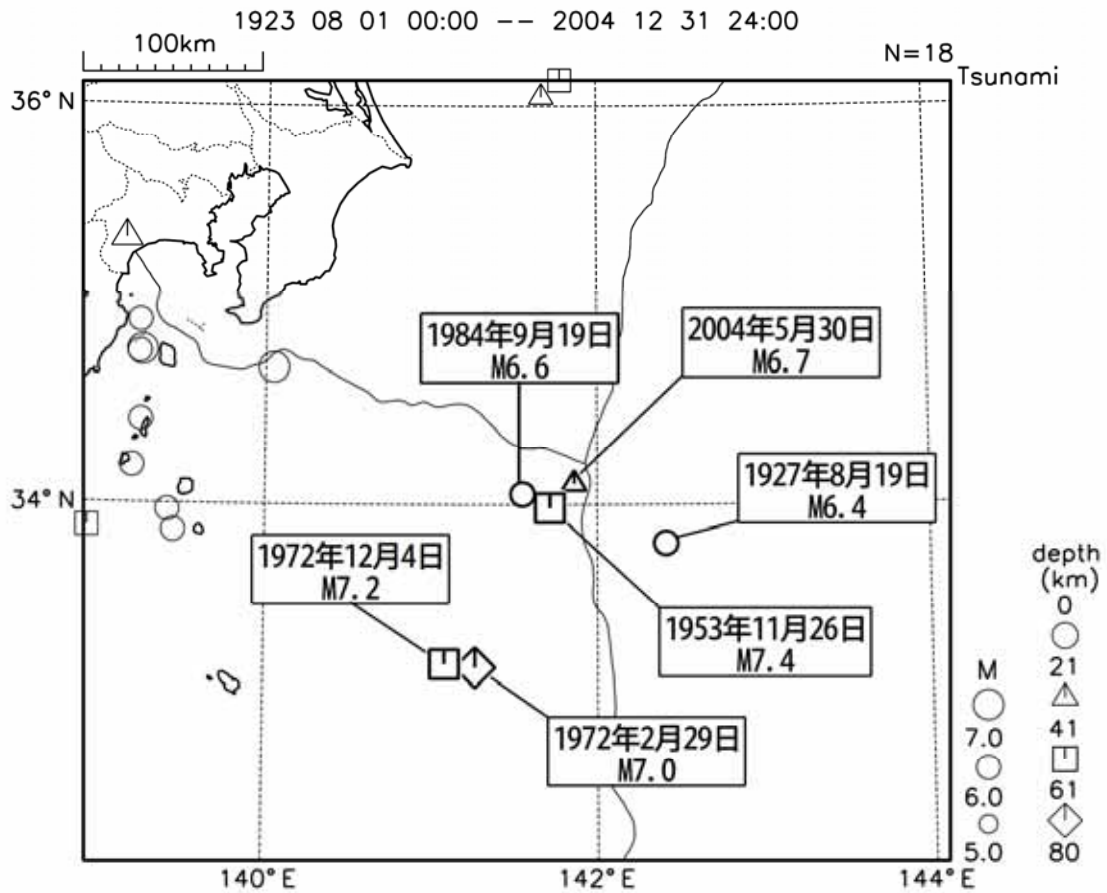 1923 08 01 00:00 -- 2004 12 31 24:00
100km
N=18
Tsunami
36°N
1984年9月19日
M6.6
2004年5月30日
M6.7
1927年8月19日
M6.4
34°N
1972年12月4日
M7.2
1953年11月26日
M7.4
1972年2月29日
M7.0
M
7.0
6.0
5.0
depth
(km)
0
21
41
61
80
140°E
142°E
144°E